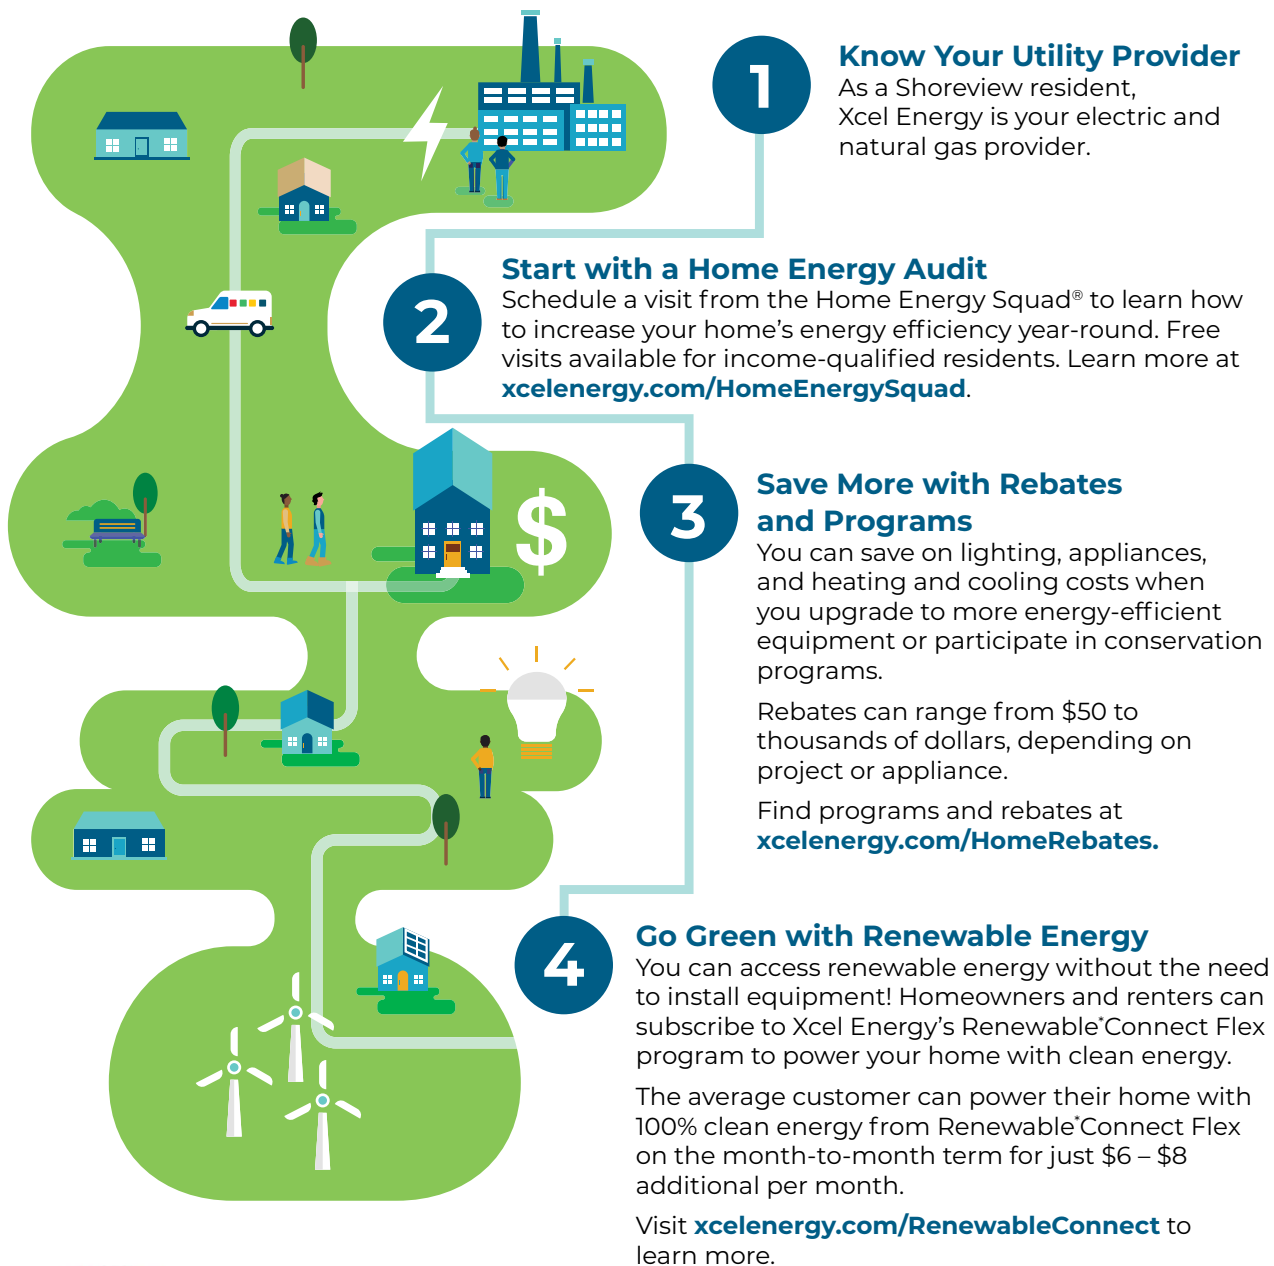 1
Know Your Utility Provider
As a Shoreview resident,
Xcel Energy is your electric and
natural gas provider.
2
Start with a Home Energy Audit
Schedule a visit from the Home Energy Squad® to learn how
to increase your home’s energy efficiency year-round. Free
visits available for income-qualified residents. Learn more at
xcelenergy.com/HomeEnergySquad.
$
3
Save More with Rebates
and Programs
You can save on lighting, appliances,
and heating and cooling costs when
you upgrade to more energy-efficient
equipment or participate in conservation
programs.
Rebates can range from $50 to
thousands of dollars, depending on
project or appliance.
Find programs and rebates at
xcelenergy.com/HomeRebates.
4
Go Green with Renewable Energy
You can access renewable energy without the need
to install equipment! Homeowners and renters can
subscribe to Xcel Energy’s Renewable*Connect Flex
program to power your home with clean energy.
The average customer can power their home with
100% clean energy from Renewable*Connect Flex
on the month-to-month term for just $6 – $8
additional per month.
Visit xcelenergy.com/RenewableConnect to
learn more.